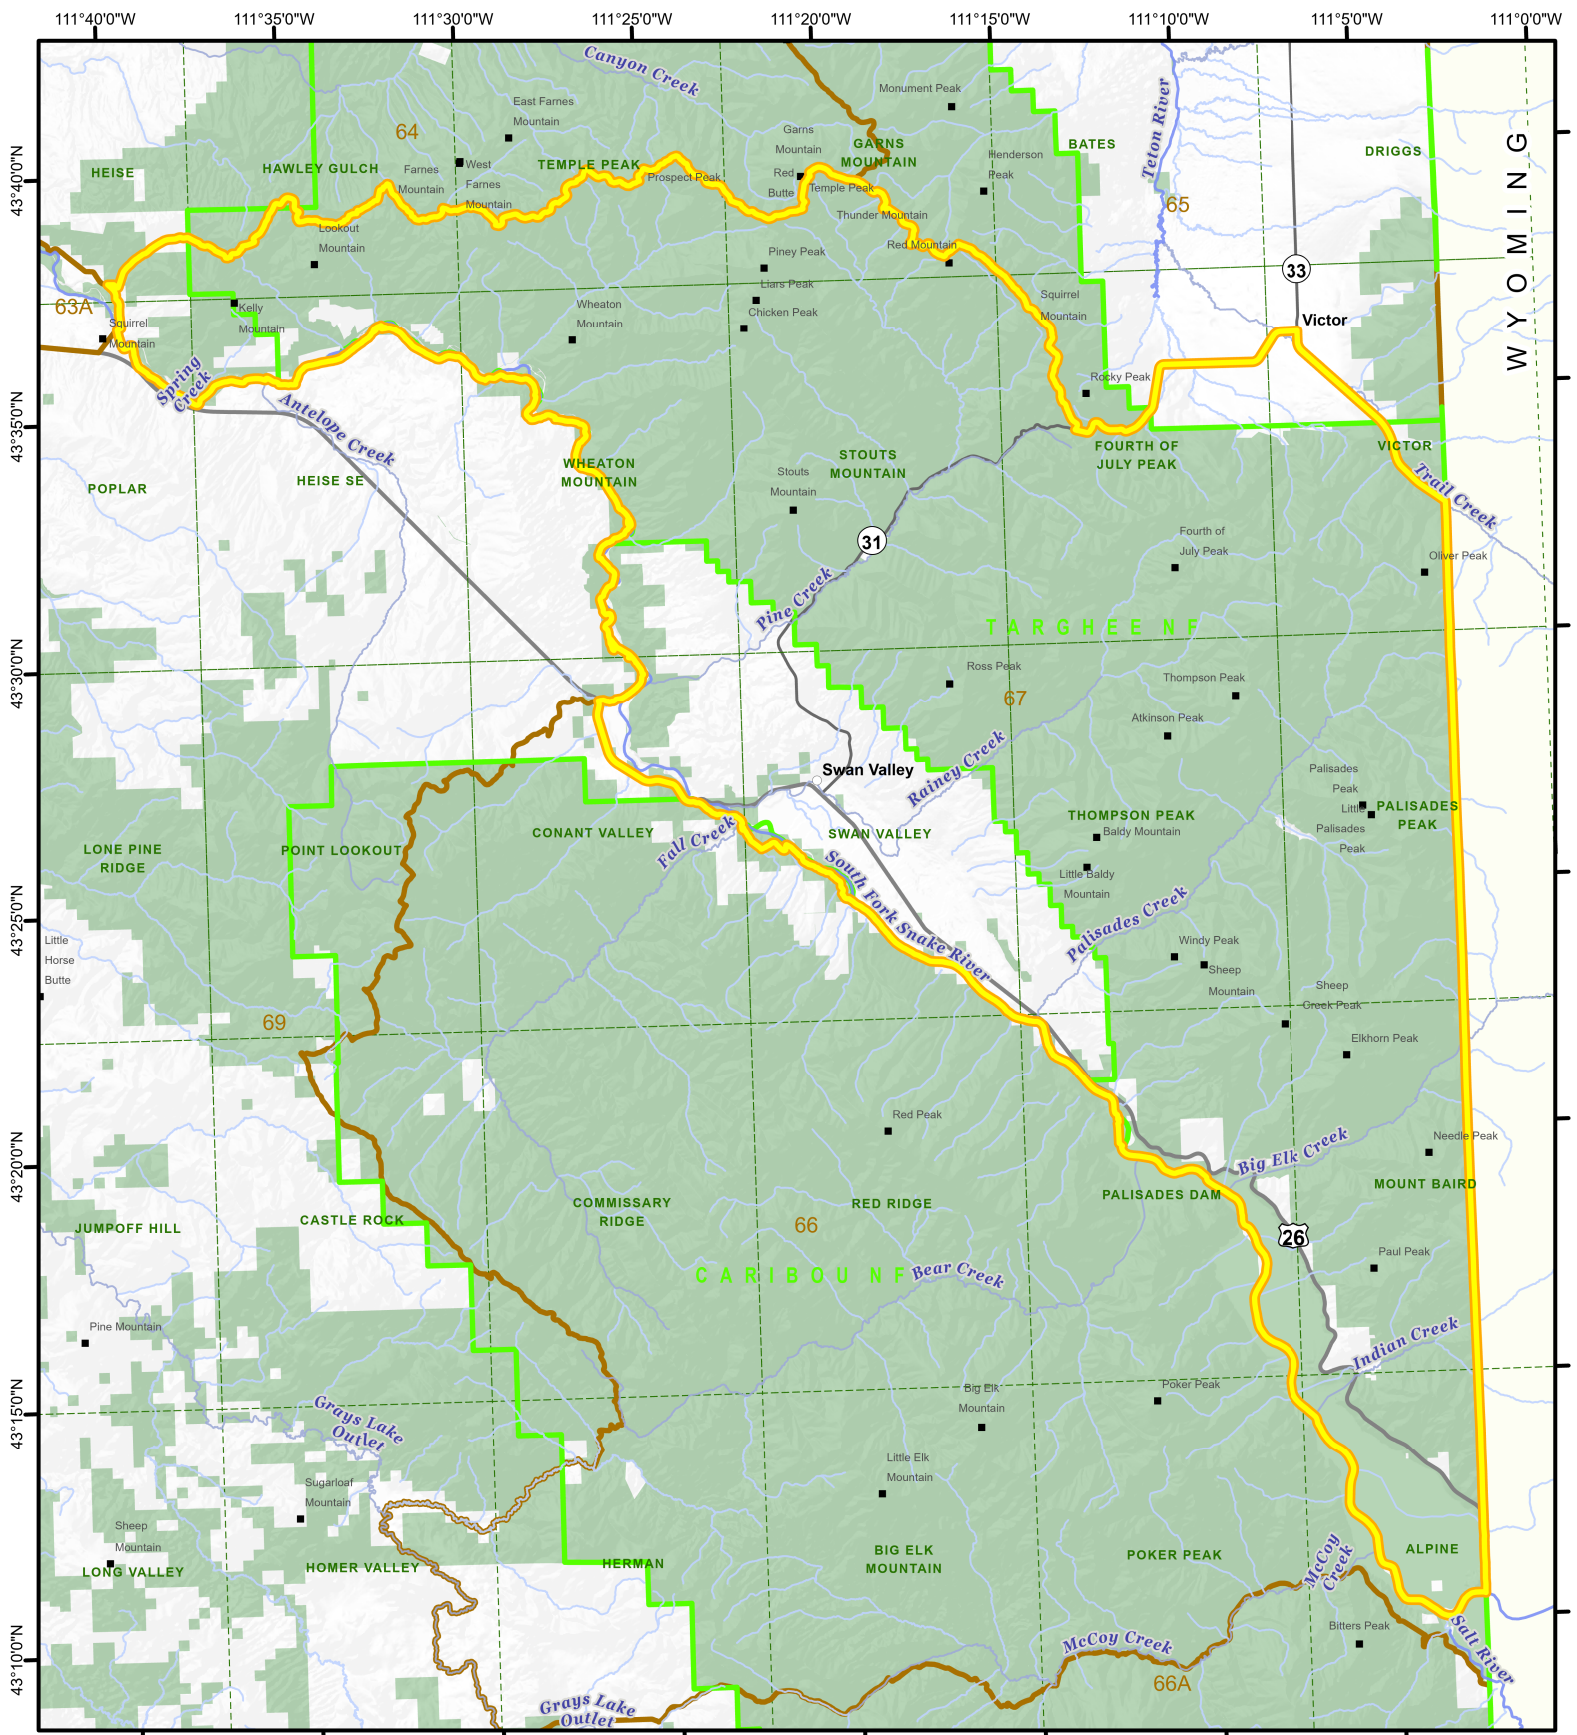 111°40'0"W 111°35'0"W 111°30'0"W 111°25'0"W 111°20'0"W 111°15'0"W 111°10'0"W 111°5'0"W 111°0'0"W
Canyon Creek
Monument Peak
East Farnes
Mountain
64
Garns
Mountain
GARNS
MOUNTAIN
BATES
Teton River
DRIGGS
WYOMING
43°40'0"N
HEISE
HAWLEY GULCH
West
Farnes
Mountain
Farnes
Mountain
TEMPLE PEAK
Prospect Peak
Red
Butte
Temple Peak
Henderson
Peak
65
Thunder Mountain
Lookout
Mountain
Red Mountain
Piney Peak
33
Liars Peak
63A
Kelly
Mountain
Wheaton
Mountain
Chicken Peak
Squirrel
Mountain
Squirrel
Mountain
Victor
Spring
Creek
Rocky Peak
Antelope Creek
43°35'0"N
FOURTH OF
JULY PEAK
VICTOR
STOUTS
MOUNTAIN
WHEATON
MOUNTAIN
Stouts
Mountain
Trail Creek
POPLAR
HEISE SE
31
Fourth of
July Peak
Oliver Peak
Pine Creek
TARGHEE NF
43°30'0"N
Ross Peak
67
Thompson Peak
Atkinson Peak
Swan Valley
Rainey Creek
Palisades
Peak
Little
Palisades
Peak
PALISADES
PEAK
THOMPSON PEAK
Baldy Mountain
CONANT VALLEY
Fall Creek
SWAN VALLEY
LONE PINE
RIDGE
POINT LOOKOUT
South Fork Snake River
Little Baldy
Mountain
43°25'0"N
Palisades Creek
Little
Horse
Butte
Windy Peak
Sheep
Mountain
Sheep
Creek Peak
69
Elkhorn Peak
Red Peak
43°20'0"N
Big Elk Creek
Needle Peak
MOUNT BAIRD
PALISADES DAM
COMMISSARY
RIDGE
RED RIDGE
JUMPOFF HILL
CASTLE ROCK
66
26
Paul Peak
CARIBOU NF
Bear Creek
Pine Mountain
Indian Creek
43°15'0"N
Big Elk
Mountain
Poker Peak
Grays Lake
Outlet
Little Elk
Mountain
Sugarloaf
Mountain
Sheep
Mountain
LONG VALLEY
HOMER VALLEY
HERMAN
BIG ELK
MOUNTAIN
POKER PEAK
McCoy
Creek
ALPINE
43°10'0"N
McCoy Creek
Bitters Peak
Salt River
66A
Grays Lake
Outlet